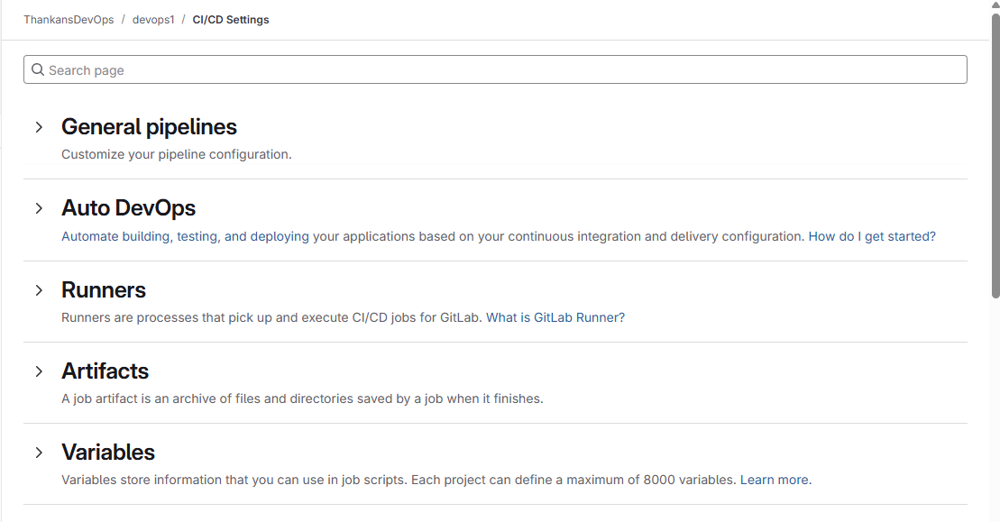 ThankansDevOps / devops1 / CI/CD Settings
Search page
General pipelines
Customize your pipeline configuration.
Auto DevOps
Automate building, testing, and deploying your applications based on your continuous integration and delivery configuration. How do I get started?
Runners
Runners are processes that pick up and execute CI/CD jobs for GitLab. What is GitLab Runner?
Artifacts
A job artifact is an archive of files and directories saved by a job when it finishes.
Variables
Variables store information that you can use in job scripts. Each project can define a maximum of 8000 variables. Learn more.